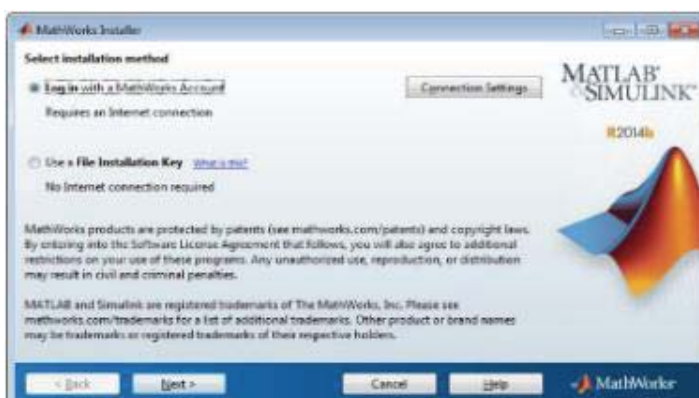 MathWorks Installer
Select installation method
Log in with a MathWorks Account
Connection Settings
Requires an Internet connection
Use a File Installation Key What is this?
No Internet connection required
MathWorks products are protected by patents (see mathworks.com/patents) and copyright laws.
By entering into the Software License Agreement that follows, you will also agree to additional
restrictions on your use of these programs. Any unauthorized use, reproduction, or distribution
may result in civil and criminal penalties.
MATLAB and Simulink are registered trademarks of The MathWorks, Inc. Please see
mathworks.com/trademarks for a list of additional trademarks. Other product or brand names
may be trademarks or registered trademarks of their respective holders.
MATLAB®
&SIMULINK®
R2014b
< Back
Next >
Cancel
Help
MathWorks